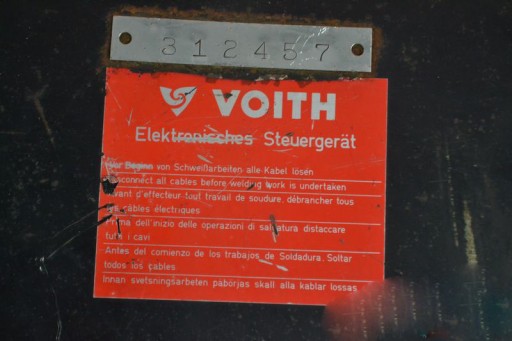 312457
VOITH
Elektronisches Steuergerät
Vor Beginn von Schweißarbeiten alle Kabel lösen
Disconnect all cables before welding work is undertaken
Avant d'effecteur tout travail de soudure, débrancher tous
les câbles électriques
Prima dell'inizio delle operazioni di saldatura distaccare
tutti i cavi
Antes del comienzo de los trabajos de Soldadura. Soltar
todos los cables
Innan svetsningsarbeten påbörjas skall alla kablar lossas